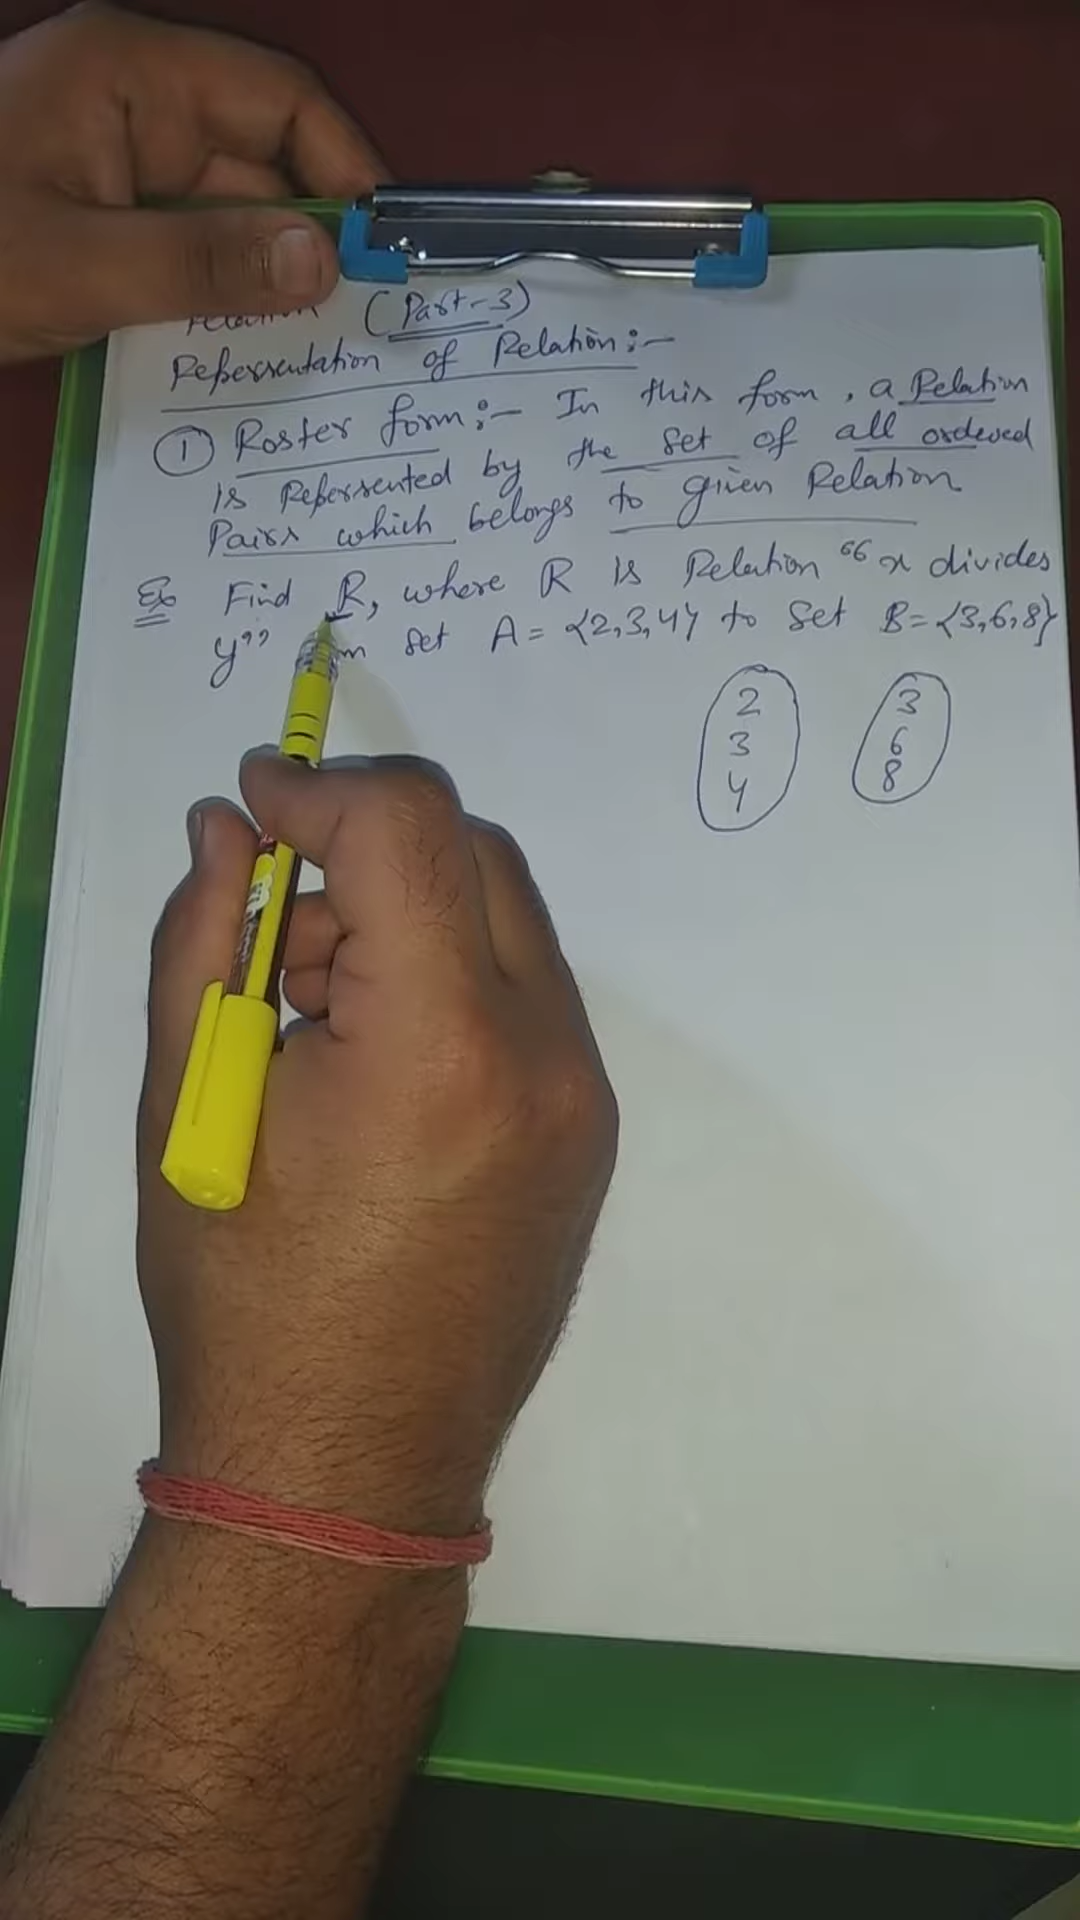 (Part-3)
Repersentation of Relation:-
① Roster form:- In this form, a Relation
is Repersented by the set of all ordered
Pairs which belongs to given Relation
Ex Find R, where R is Relation “x divides
y” set A = {2,3,4} to Set B = {3,6,8}
2 3
3 6
4 8